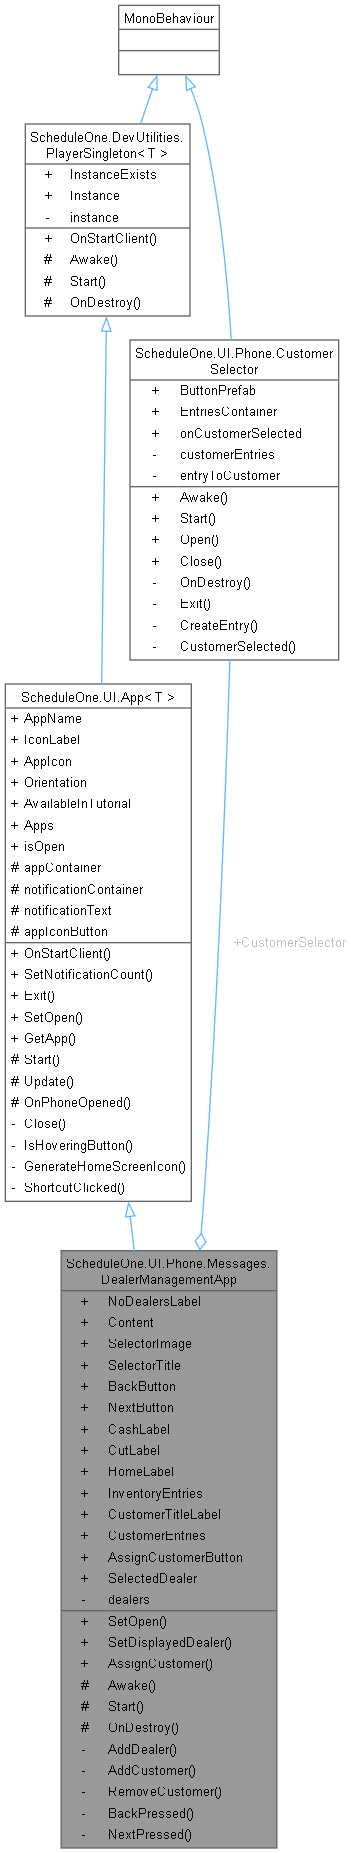 MonoBehaviour
ScheduleOne.DevUtilities.
PlayerSingleton< T >
+ InstanceExists
+ Instance
- instance
+ OnStartClient()
# Awake()
# Start()
# OnDestroy()
ScheduleOne.UI.Phone.Customer
Selector
+ ButtonPrefab
+ EntriesContainer
+ onCustomerSelected
- customerEntries
- entryToCustomer
+ Awake()
+ Start()
+ Open()
+ Close()
- OnDestroy()
- Exit()
- CreateEntry()
- CustomerSelected()
ScheduleOne.UI.App< T >
+ AppName
+ IconLabel
+ AppIcon
+ Orientation
+ AvailableInTutorial
+ Apps
+ isOpen
# appContainer
# notificationContainer
# notificationText
# appIconButton
+ OnStartClient()
+ SetNotificationCount()
+ Exit()
+ SetOpen()
+ GetApp()
# Start()
# Update()
# OnPhoneOpened()
- Close()
- IsHoveringButton()
- GenerateHomeScreenIcon()
- ShortcutClicked()
+CustomerSelector
ScheduleOne.UI.Phone.Messages.
DealerManagementApp
+ NoDealersLabel
+ Content
+ SelectorImage
+ SelectorTitle
+ BackButton
+ NextButton
+ CashLabel
+ CutLabel
+ HomeLabel
+ InventoryEntries
+ CustomerTitleLabel
+ CustomerEntries
+ AssignCustomerButton
+ SelectedDealer
- dealers
+ SetOpen()
+ SetDisplayedDealer()
+ AssignCustomer()
# Awake()
# Start()
# OnDestroy()
- AddDealer()
- AddCustomer()
- RemoveCustomer()
- BackPressed()
- NextPressed()